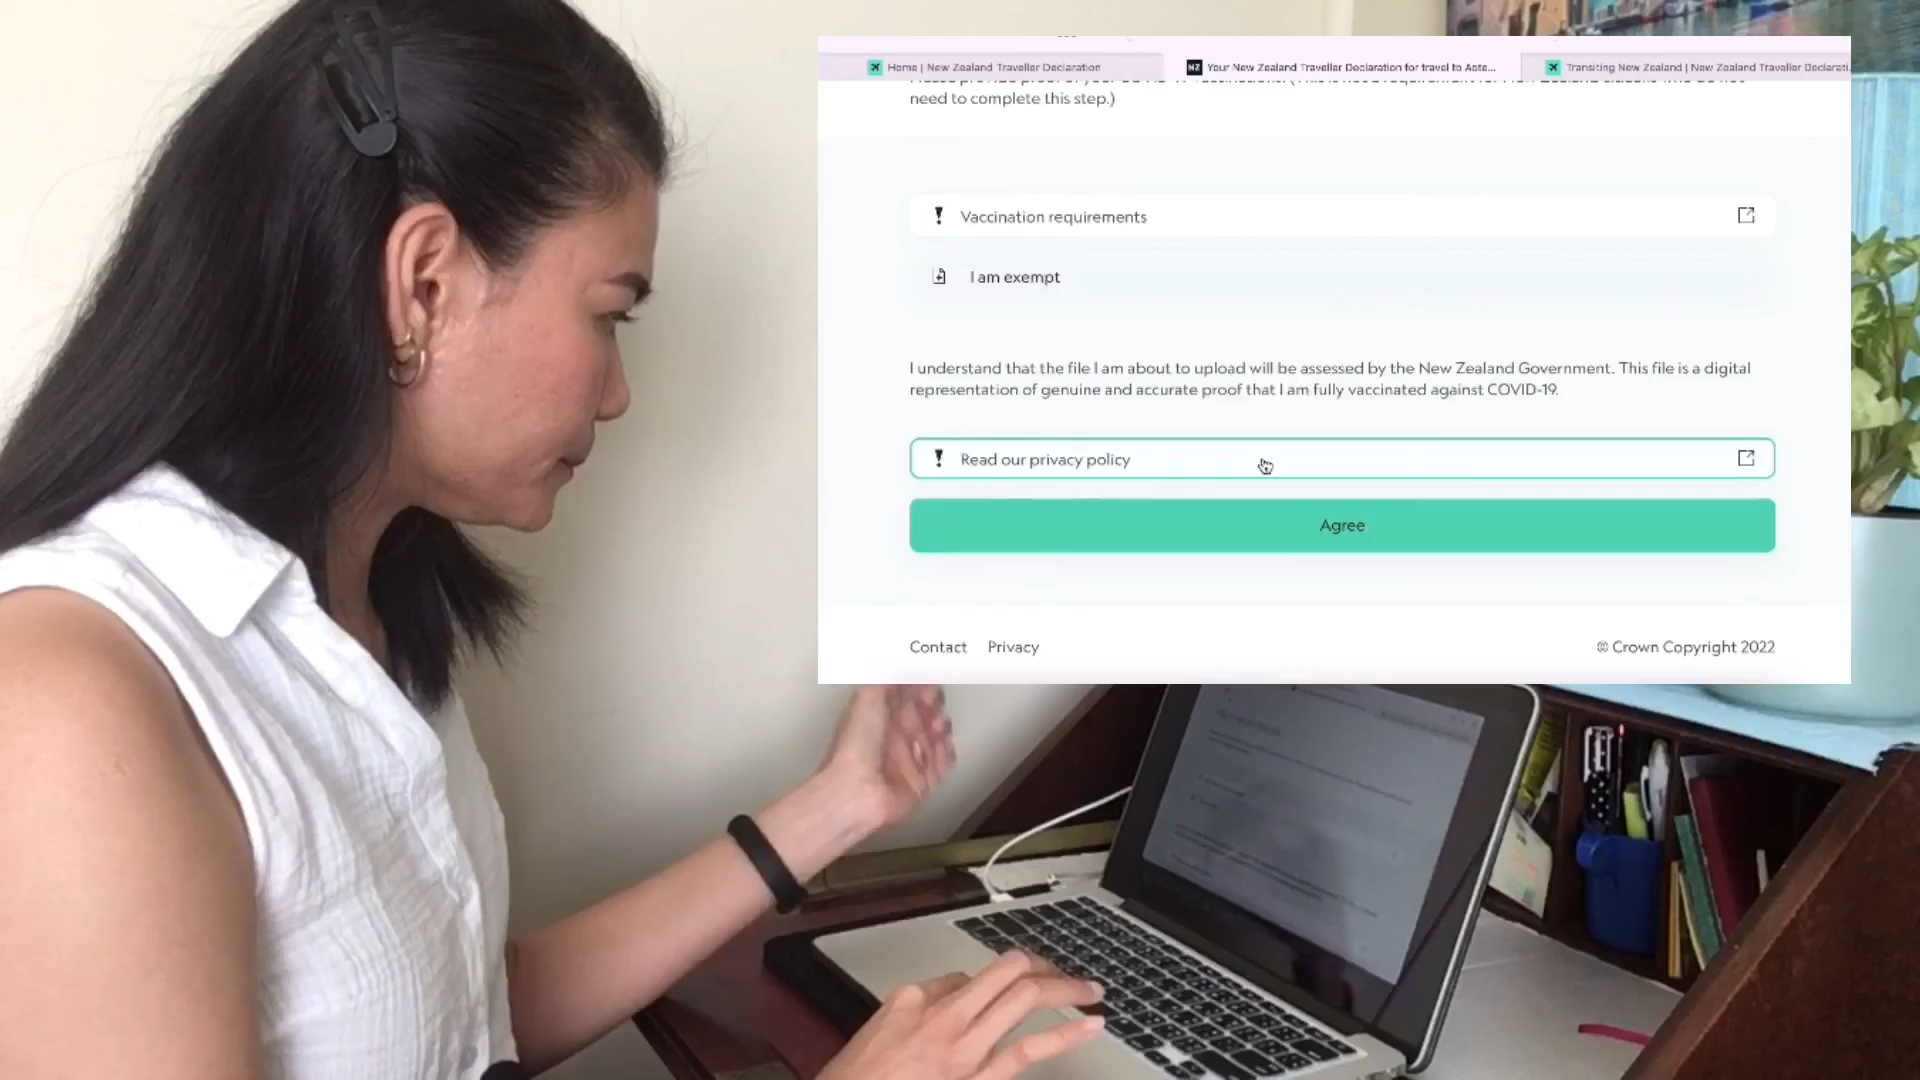 Home | New Zealand Traveller Declaration
NZ Your New Zealand Traveller Declaration for travel to Aote...
Transiting New Zealand | New Zealand Traveller Declarati
need to complete this step.)
Vaccination requirements
I am exempt
I understand that the file I am about to upload will be assessed by the New Zealand Government. This file is a digital
representation of genuine and accurate proof that I am fully vaccinated against COVID-19.
Read our privacy policy
Agree
Contact Privacy
© Crown Copyright 2022